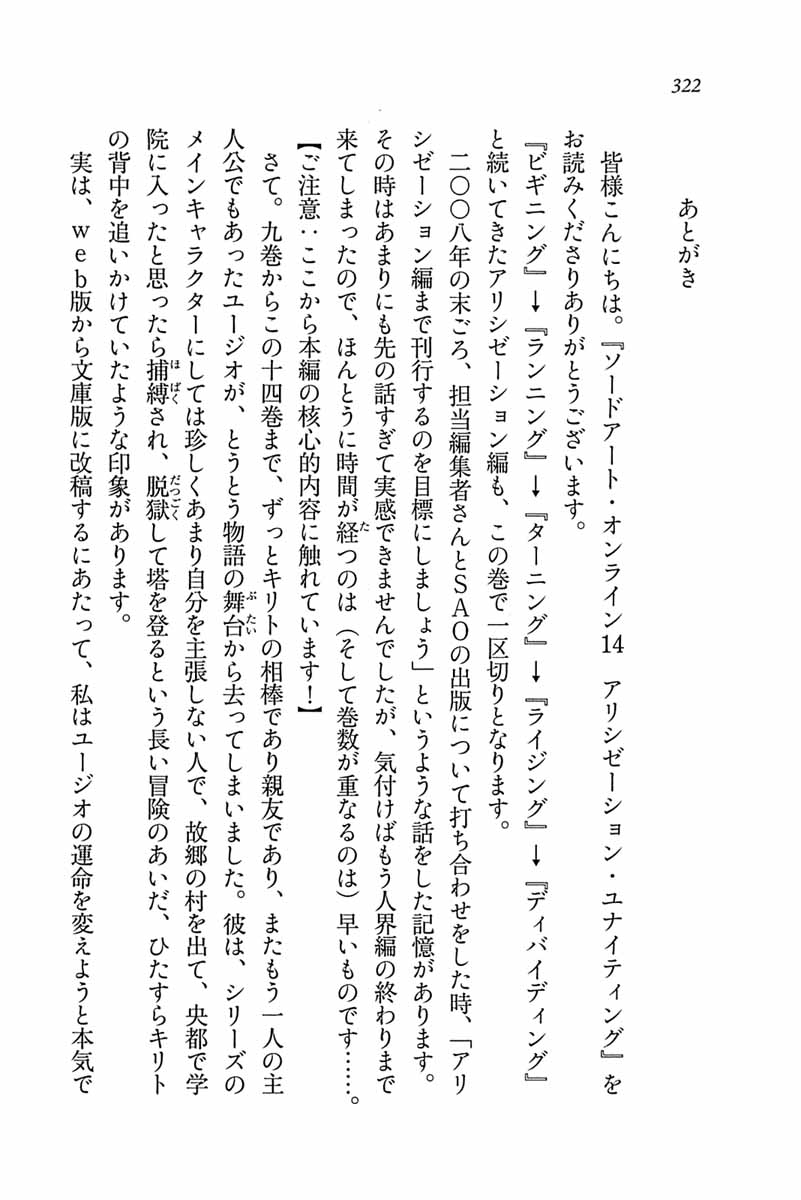 322
あとがき
皆様こんにちは。『ソードアート・オンライン14　アリシゼーション・ユナイティング』を
お読みくださりありがとうございます。
『ビギニング』→『ランニング』→『ターニング』→『ライジング』→『ディバイディング』
と続いてきたアリシゼーション編も、この巻で一区切りとなります。
二〇〇八年の末ごろ、担当編集者さんとSAOの出版について打ち合わせをした時、「アリ
シゼーション編まで刊行するのを目標にしましょう」というような話をした記憶があります。
その時はあまりにも先の話すぎて実感できませんでしたが、気付けばもう人界編の終わりまで
来てしまったので、ほんとうに時間が経つのは（そして巻数が重なるのは）早いものです……。
【ご注意：ここから本編の核心的内容に触れています！】
さて。九巻からこの十四巻まで、ずっとキリトの相棒であり親友であり、またもう一人の主
人公でもあったユージオが、とうとう物語の舞台から去ってしまいました。彼は、シリーズの
メインキャラクターにしては珍しくあまり自分を主張しない人で、故郷の村を出て、央都で学
院に入ったと思ったら捕縛され、脱獄して塔を登るという長い冒険のあいだ、ひたすらキリト
の背中を追いかけていたような印象があります。
実は、web版から文庫版に改稿するにあたって、私はユージオの運命を変えようと本気で